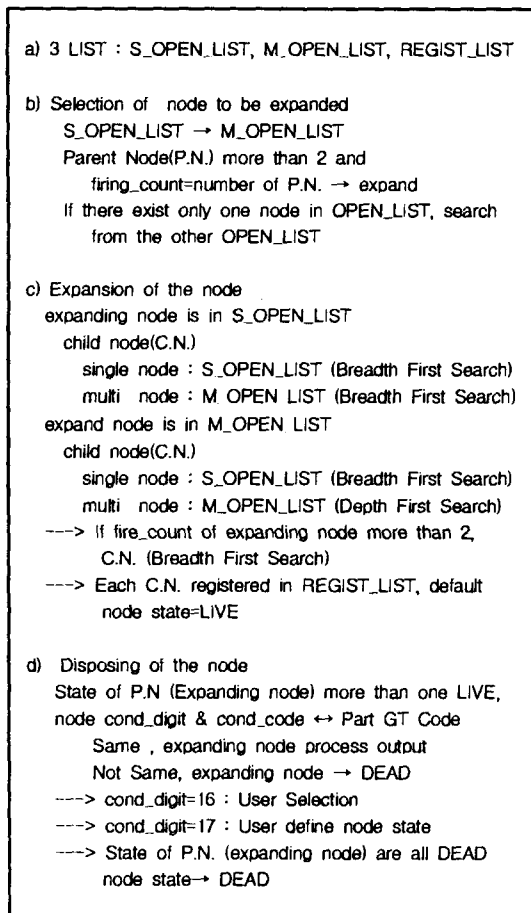 a) 3 LIST : S_OPEN_LIST, M_OPEN_LIST, REGIST_LIST
b) Selection of node to be expanded
S_OPEN_LIST → M_OPEN_LIST
Parent Node(P.N.) more than 2 and
firing_count=number of P.N. → expand
If there exist only one node in OPEN_LIST, search
from the other OPEN_LIST
c) Expansion of the node
expanding node is in S_OPEN_LIST
child node(C.N.)
single node : S_OPEN_LIST (Breadth First Search)
multi node : M OPEN LIST (Breadth First Search)
expand node is in M_OPEN LIST
child node(C.N.)
single node : S_OPEN_LIST (Breadth First Search)
multi node : M_OPEN_LIST (Depth First Search)
---> If fire_count of expanding node more than 2,
C.N. (Breadth First Search)
---> Each C.N. registered in REGIST_LIST, default
node state=LIVE
d) Disposing of the node
State of P.N (Expanding node) more than one LIVE,
node cond_digit & cond_code ↔ Part GT Code
Same , expanding node process output
Not Same, expanding node → DEAD
---> cond_digit=16 : User Selection
---> cond_digit=17 : User define node state
---> State of P.N. (expanding node) are all DEAD
node state→ DEAD